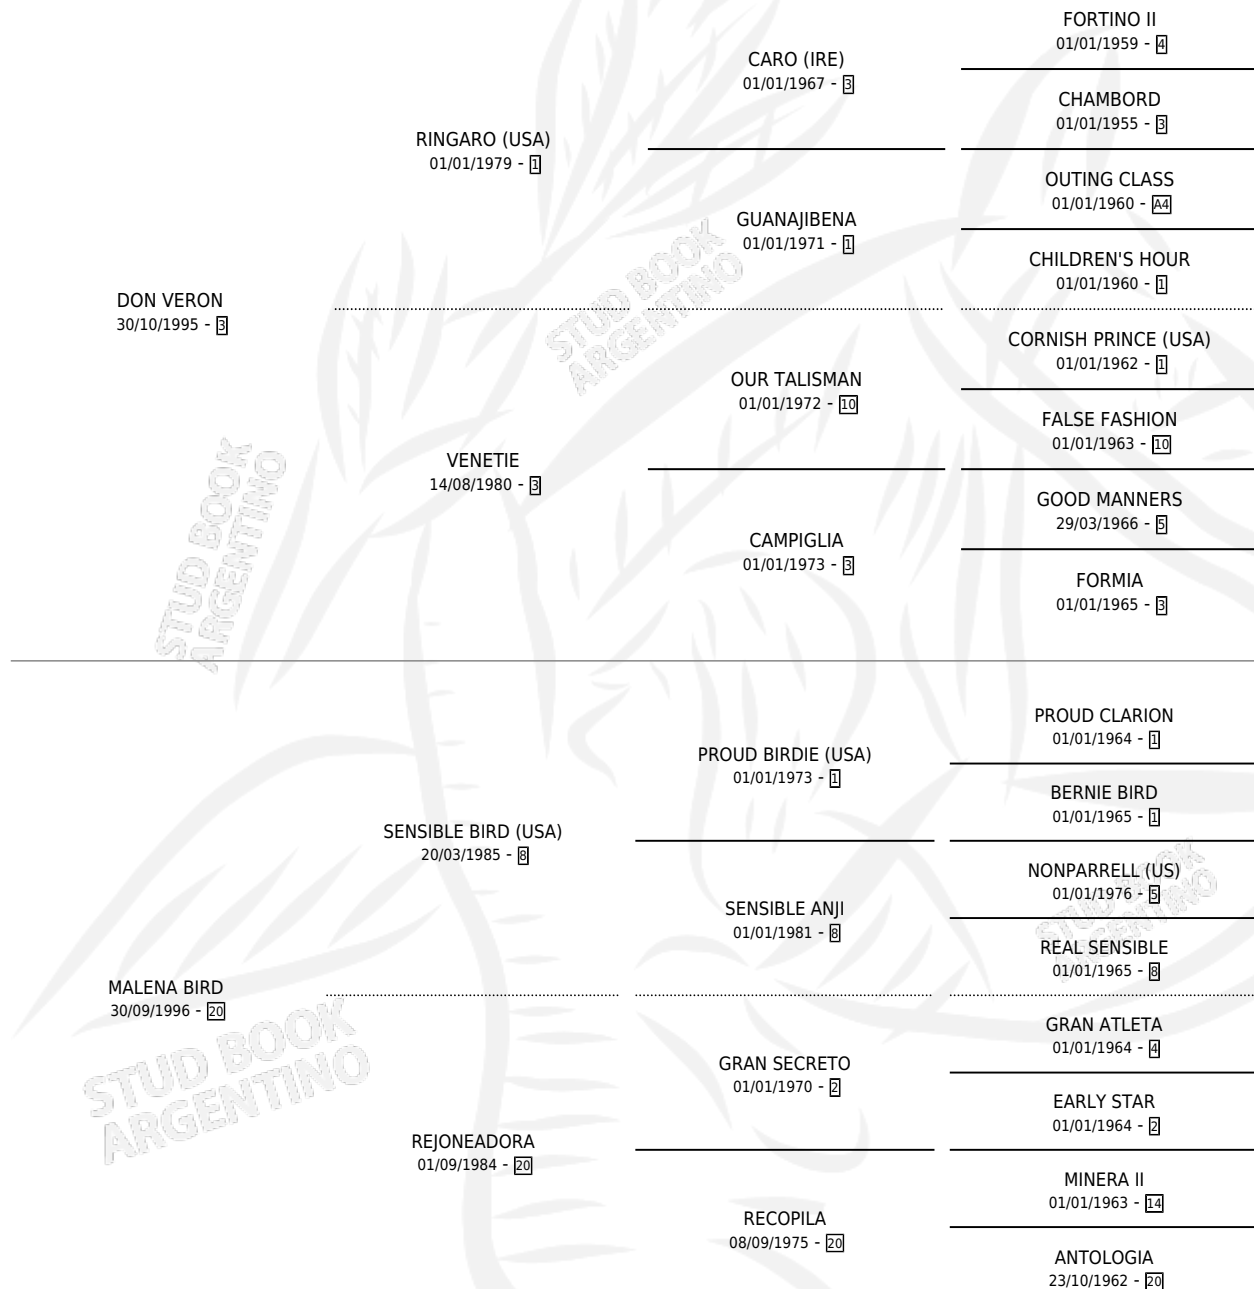 FORTINO II
01/01/1959 - 4
CARO (IRE)
01/01/1967 - 3
CHAMBORD
01/01/1955 - 3
RINGARO (USA)
01/01/1979 - 1
OUTING CLASS
01/01/1960 - A4
GUANAJIBENA
01/01/1971 - 1
CHILDREN'S HOUR
01/01/1960 - 1
DON VERON
30/10/1995 - 3
CORNISH PRINCE (USA)
01/01/1962 - 1
OUR TALISMAN
01/01/1972 - 10
FALSE FASHION
01/01/1963 - 10
VENETIE
14/08/1980 - 3
GOOD MANNERS
29/03/1966 - 5
CAMPIGLIA
01/01/1973 - 3
FORMIA
01/01/1965 - 3
STUD BOOK
ARGENTINO
STUD BOOK
ARGENTINO
PROUD CLARION
01/01/1964 - 1
PROUD BIRDIE (USA)
01/01/1973 - 1
BERNIE BIRD
01/01/1965 - 1
SENSIBLE BIRD (USA)
20/03/1985 - 8
NONPARRELL (US)
01/01/1976 - 5
SENSIBLE ANJI
01/01/1981 - 8
REAL SENSIBLE
01/01/1965 - 8
MALENA BIRD
30/09/1996 - 20
GRAN ATLETA
01/01/1964 - 4
GRAN SECRETO
01/01/1970 - 2
EARLY STAR
01/01/1964 - 2
REJONEADORA
01/09/1984 - 20
MINERA II
01/01/1963 - 14
RECOPILA
08/09/1975 - 20
ANTOLOGIA
23/10/1962 - 20
STUD BOOK
ARGENTINO
STUD BOOK
ARGENTINO